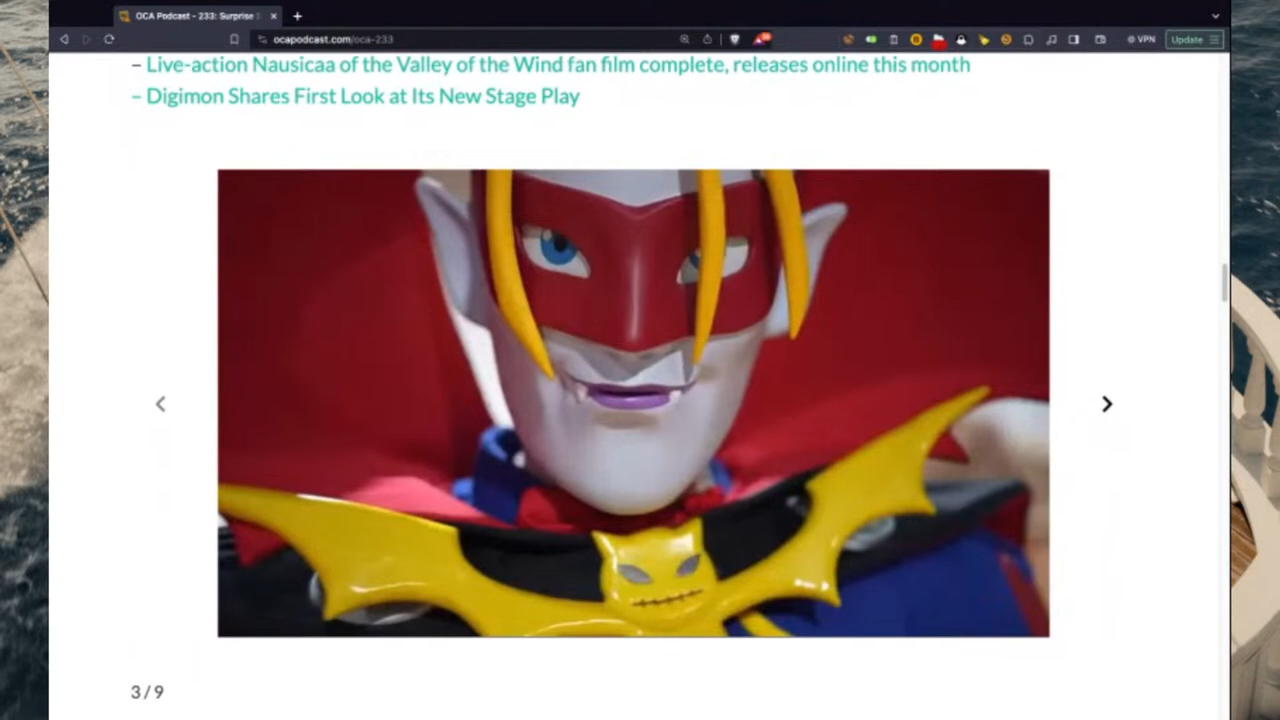 OCA Podcast - 233: Surprise
ocapodcast.com/oca-233
VPN
Update
– Live-action Nausicaa of the Valley of the Wind fan film complete, releases online this month
– Digimon Shares First Look at Its New Stage Play
3 / 9